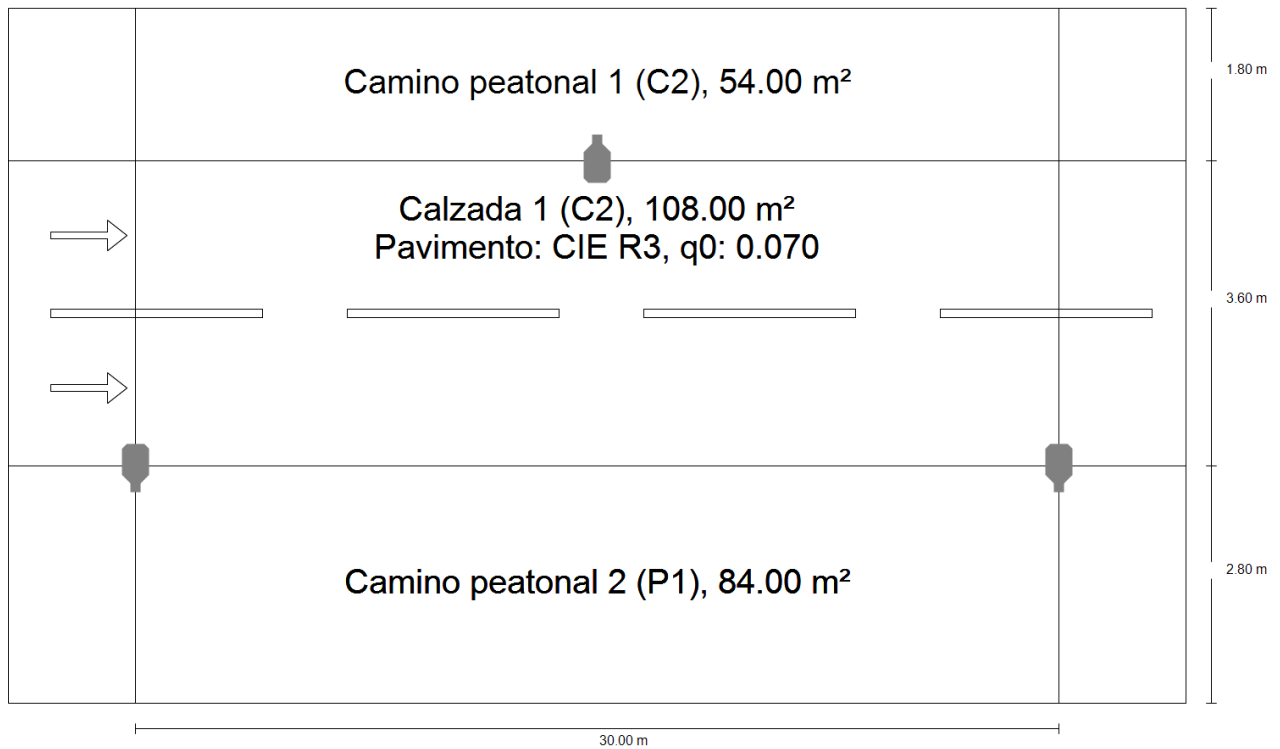 Camino peatonal 1 (C2), 54.00 m²
1.80 m
Calzada 1 (C2), 108.00 m²
Pavimento: CIE R3, q0: 0.070
3.60 m
Camino peatonal 2 (P1), 84.00 m²
2.80 m
30.00 m